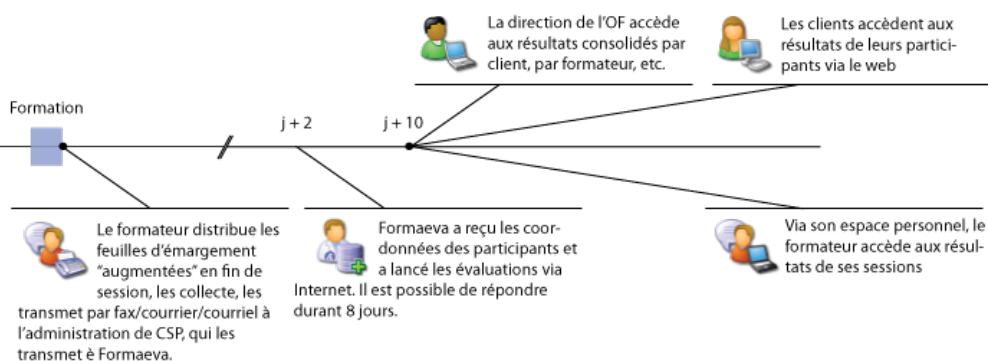 La direction de l'OF accède
aux résultats consolidés par
client, par formateur, etc.
Les clients accèdent aux
résultats de leurs partici-
pants via le web
Formation
j + 2
j + 10
Le formateur distribue les
feuilles d'émargement
"augmentées" en fin de
session, les collecte, les
transmet par fax/courrier/courriel à
l'administration de CSP, qui les
transmet è Formaeva.
Formaeva a reçu les coor-
données des participants et
a lancé les évaluations via
Internet. Il est possible de répondre
durant 8 jours.
Via son espace personnel, le
formateur accède aux résul-
tats de ses sessions